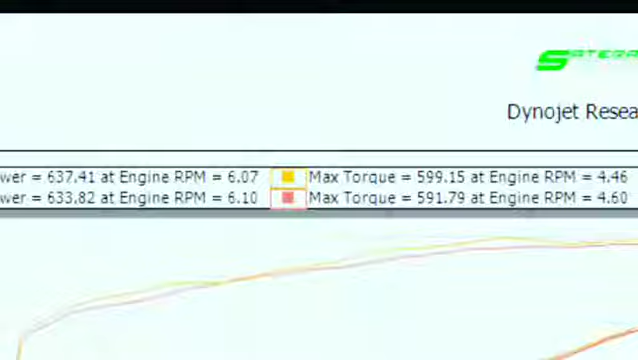 Dynojet Resea
wer = 637.41 at Engine RPM = 6.07 Max Torque = 599.15 at Engine RPM = 4.46
wer = 633.82 at Engine RPM = 6.10 Max Torque = 591.79 at Engine RPM = 4.60